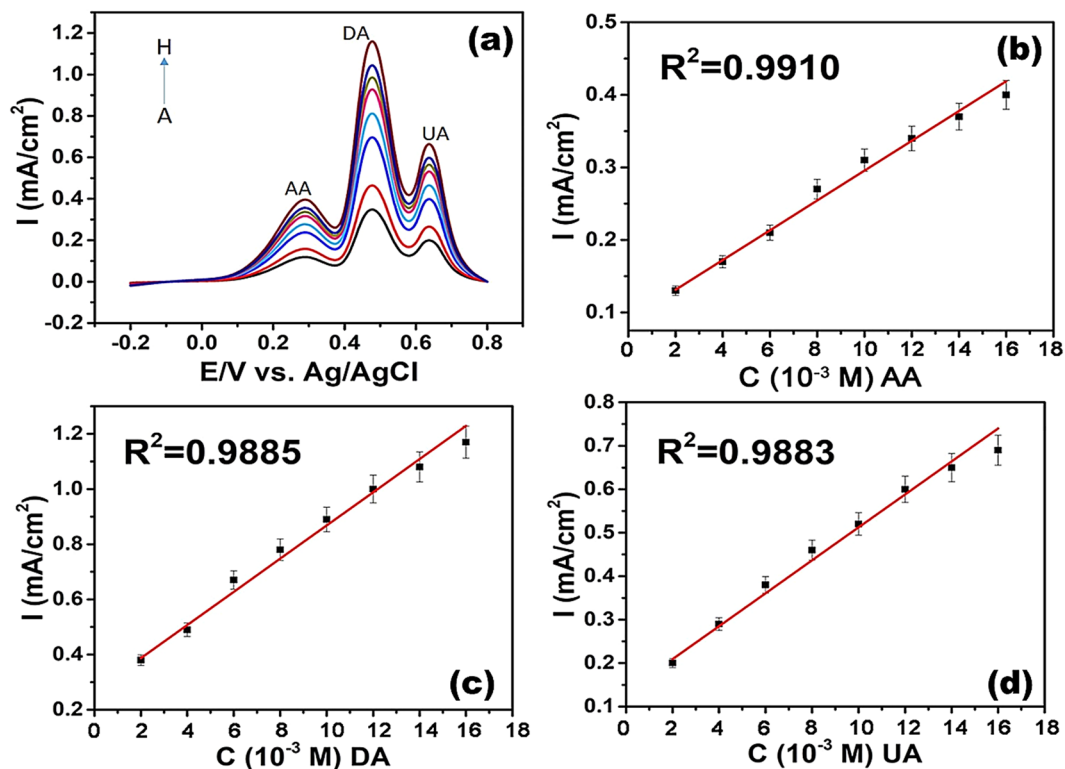 (a)
I (mA/cm²)
1.2
1.0
0.8
0.6
0.4
0.2
0.0
-0.2
H
A
AA
DA
UA
-0.2 0.0 0.2 0.4 0.6 0.8
E/V vs. Ag/AgCl
(b)
R²=0.9910
I (mA/cm²)
0.5
0.4
0.3
0.2
0.1
0 2 4 6 8 10 12 14 16 18
C (10⁻³ M) AA
(c)
R²=0.9885
I (mA/cm²)
1.2
1.0
0.8
0.6
0.4
0.2
0 2 4 6 8 10 12 14 16 18
C (10⁻³ M) DA
(d)
R²=0.9883
I (mA/cm²)
0.8
0.7
0.6
0.5
0.4
0.3
0.2
0.1
0 2 4 6 8 10 12 14 16 18
C (10⁻³ M) UA